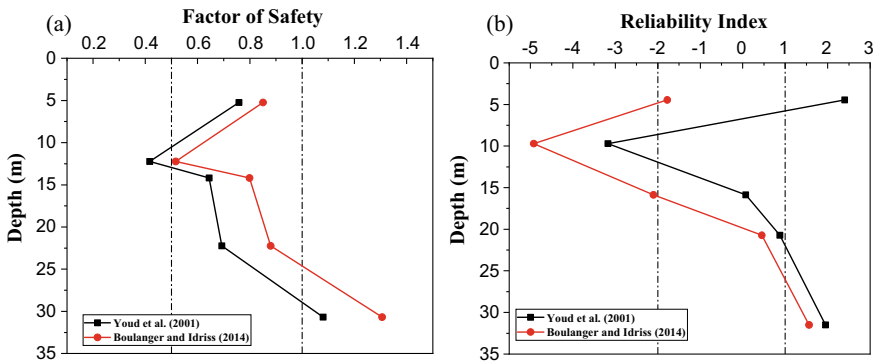 (a)
Factor of Safety
0.2 0.4 0.6 0.8 1.0 1.2 1.4
0
5
10
15
20
25
30
35
Depth (m)
Youd et al. (2001)
Boulanger and Idriss (2014)
(b)
Reliability Index
-5 -4 -3 -2 -1 0 1 2 3
0
5
10
15
20
25
30
35
Depth (m)
Youd et al. (2001)
Boulanger and Idriss (2014)